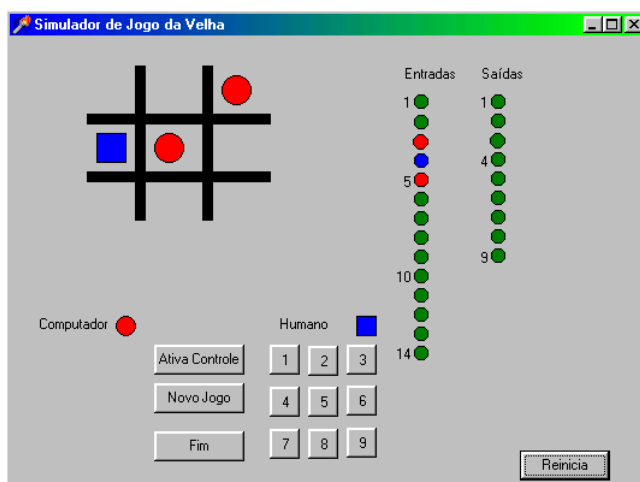 Simulador de Jogo da Velha
Entradas Saídas
1 1
4
5
9
10
14
Computador Humano
Ativa Controle 1 2 3
Novo Jogo 4 5 6
Fim 7 8 9
Reinicia